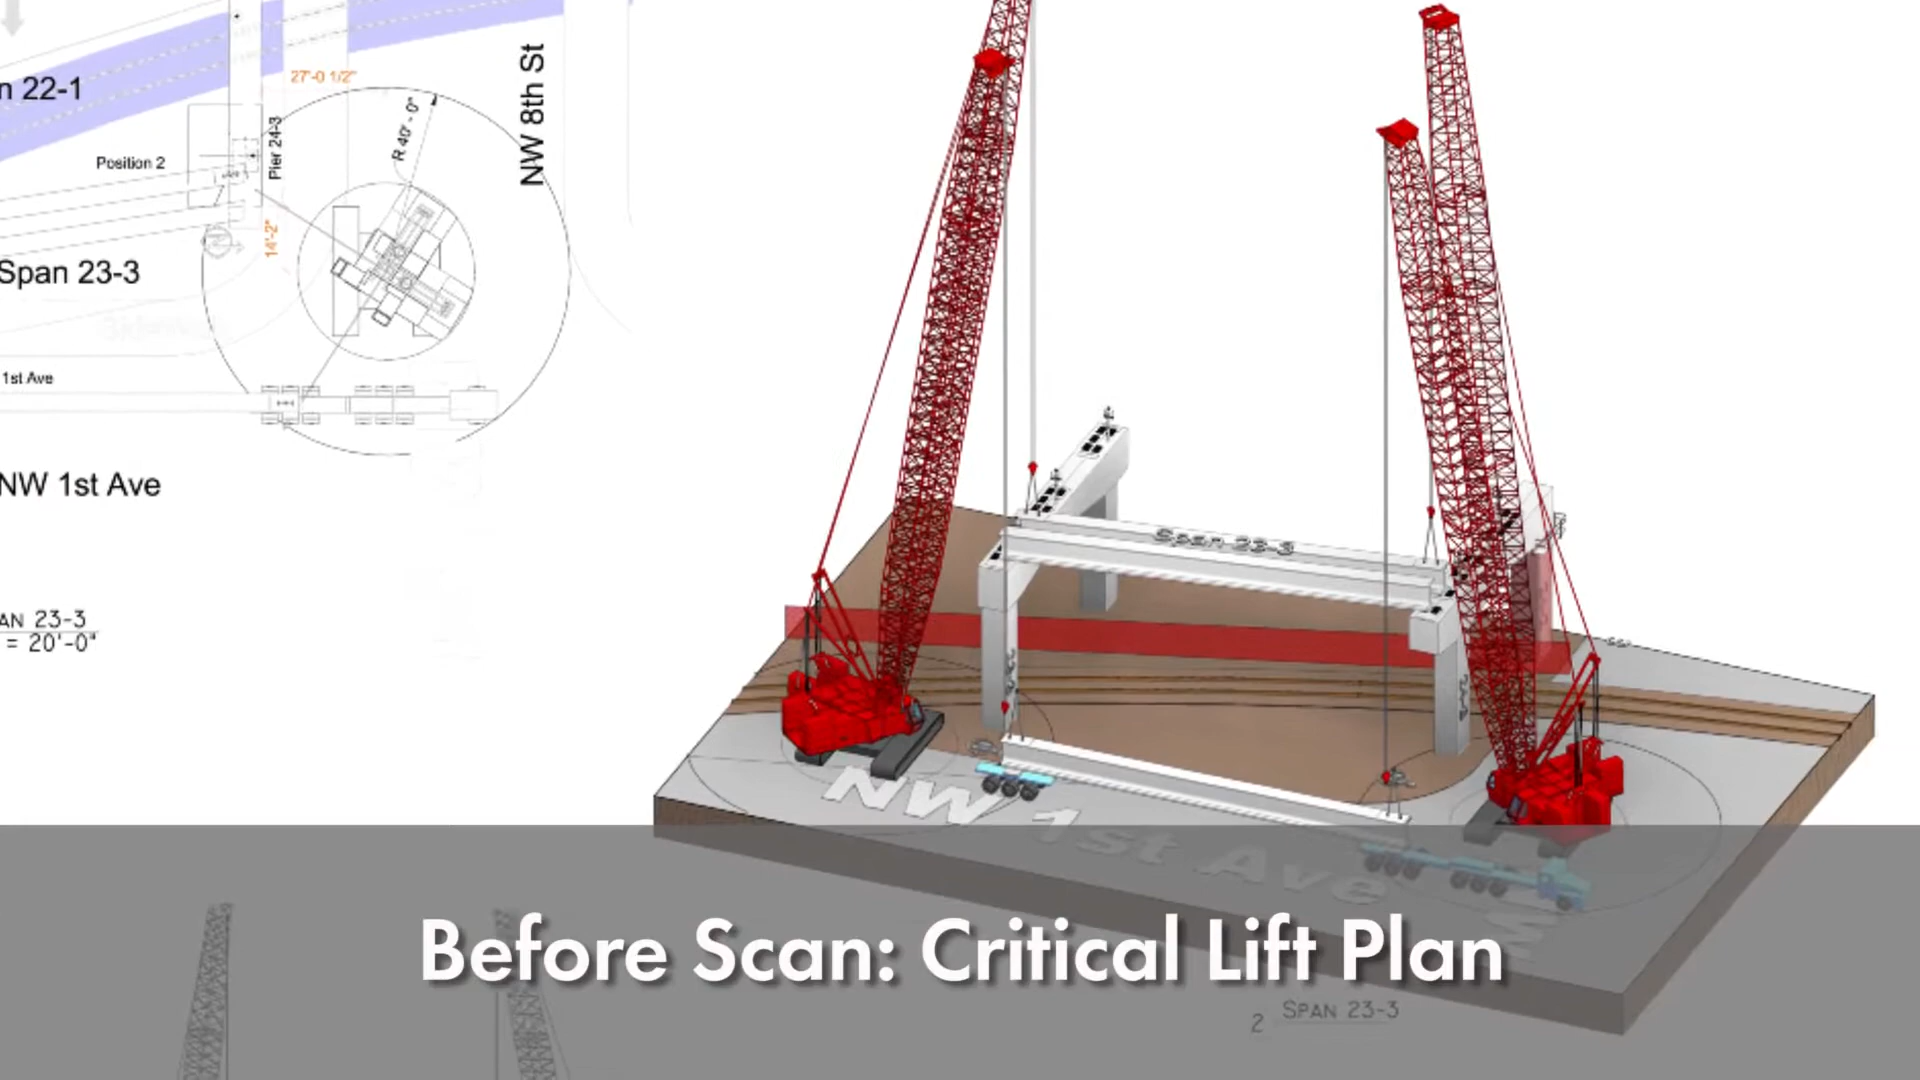 n 22-1
27'-0 1/2"
R 40' - 0"
NW 8th St
Pier 24-3
Position 2
14'-2"
Span 23-3
1st Ave
NW 1st Ave
AN 23-3
= 20'-0"
Span 23-3
NW 1st Ave
Before Scan: Critical Lift Plan
2 SPAN 23-3